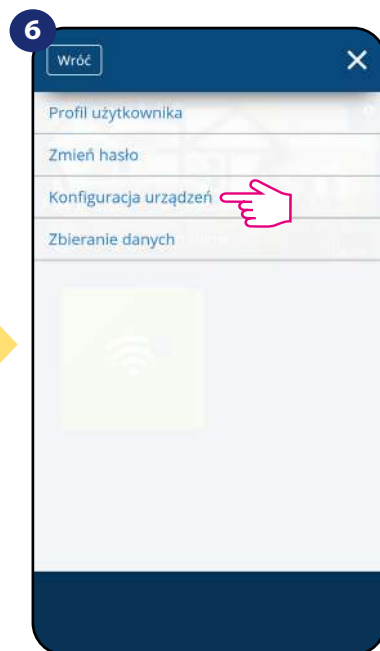 6
Wróć
Profil użytkownika
Zmień hasło
Konfiguracja urządzeń
Zbieranie danych